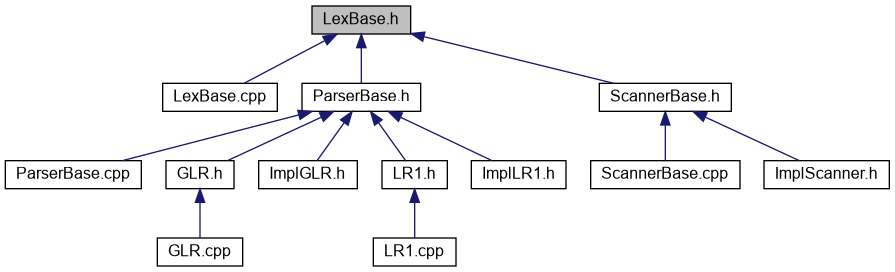 LexBase.h
LexBase.cpp
ParserBase.h
ScannerBase.h
ParserBase.cpp
GLR.h
ImplGLR.h
LR1.h
ImplLR1.h
ScannerBase.cpp
ImplScanner.h
GLR.cpp
LR1.cpp